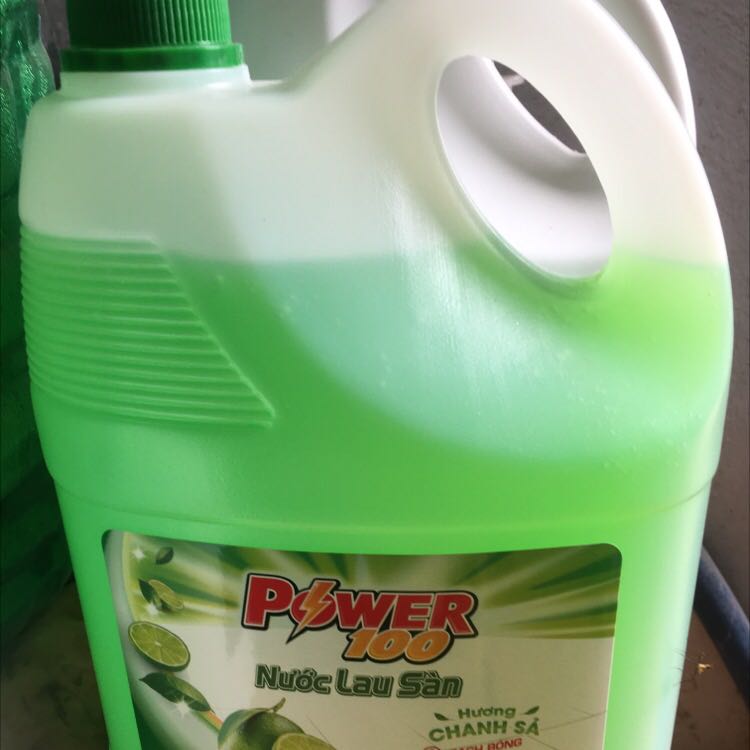 POWER
100
Nước Lau Sàn
Hương
CHANH SẢ